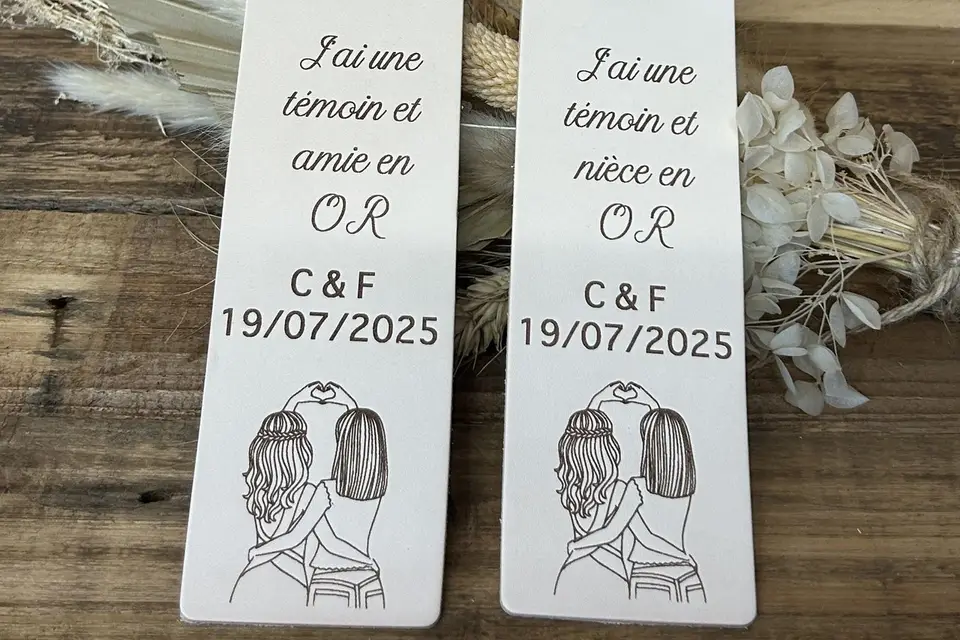 J'ai une
témoin et
amie en
OR
C & F
19/07/2025
J'ai une
témoin et
nièce en
OR
C & F
19/07/2025